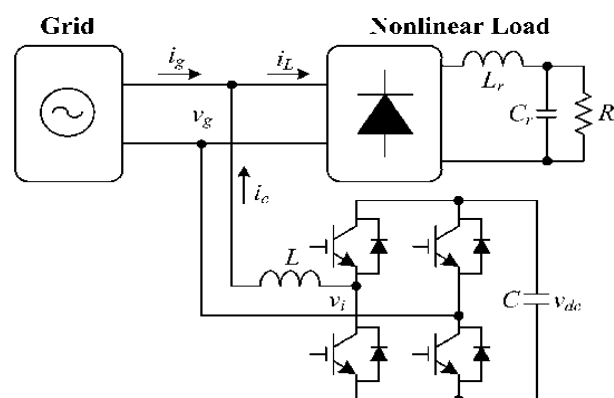 Grid
Nonlinear Load
i_g
i_L
L_r
v_g
C_r
R
i_c
L
v_i
C
v_dc